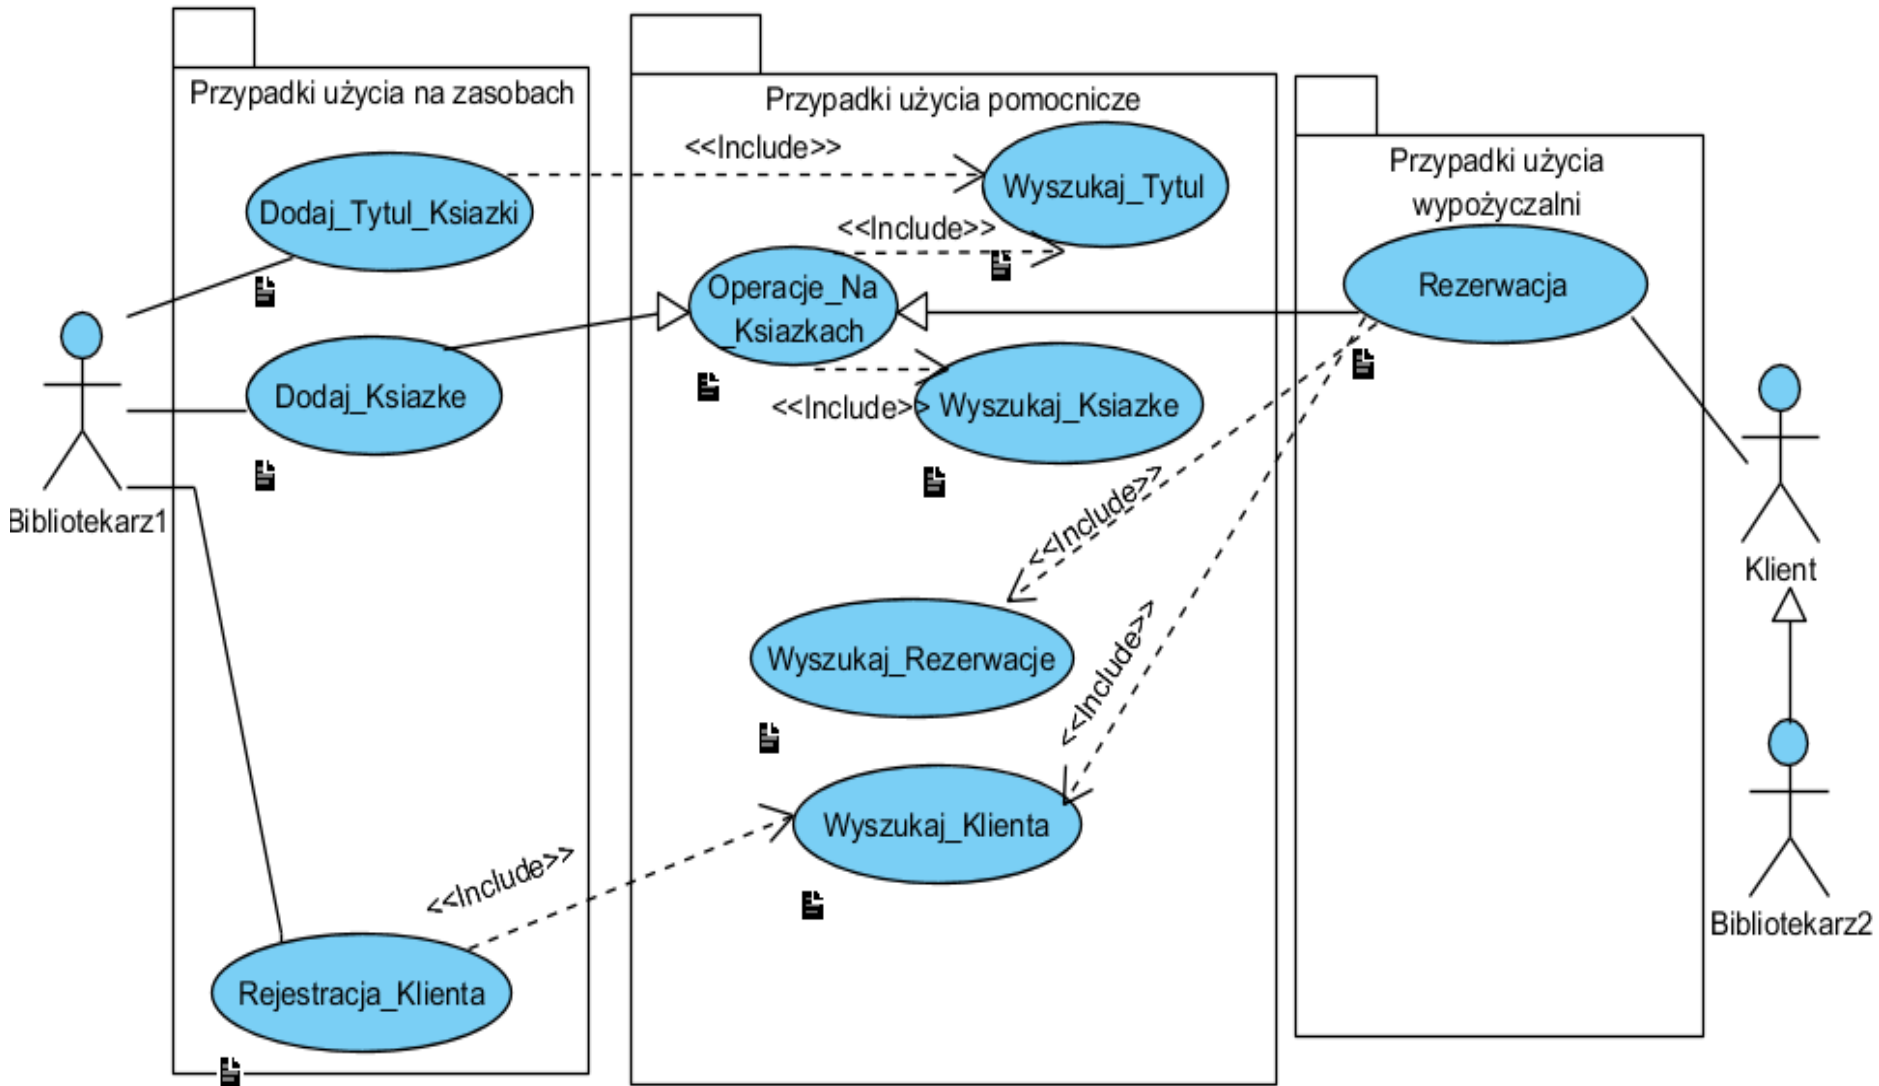 Przypadki użycia na zasobach
Przypadki użycia pomocnicze
Przypadki użycia
wypożyczalni
<<Include>>
Dodaj_Tytul_Ksiazki
Wyszukaj_Tytul
<<Include>>
Operacje_Na
_Ksiazkach
Rezerwacja
Dodaj_Ksiazke
<<Include>>
Wyszukaj_Ksiazke
Bibliotekarz1
<<Include>>
Klient
<<Include>>
Wyszukaj_Rezerwacje
Wyszukaj_Klienta
<<Include>>
Bibliotekarz2
Rejestracja_Klienta